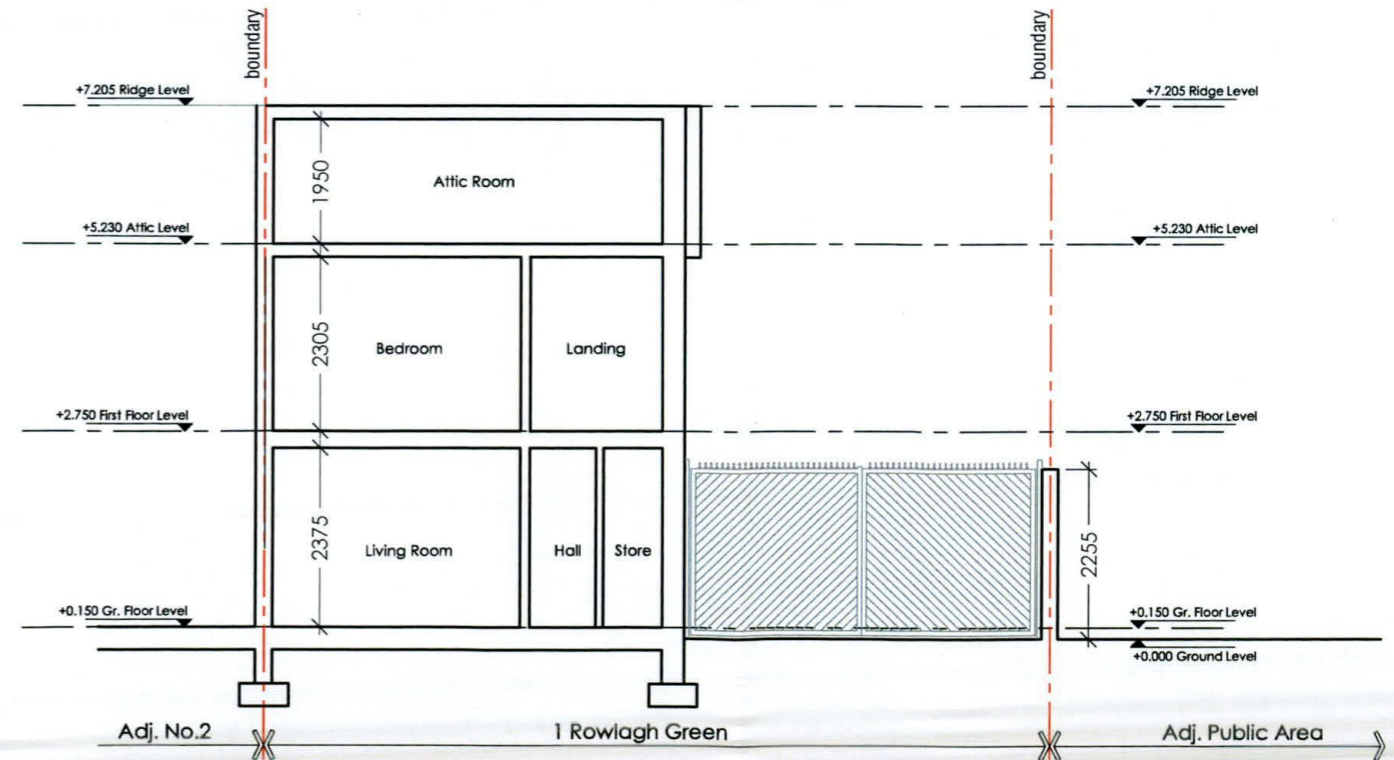 boundary
boundary
+7.205 Ridge Level
+7.205 Ridge Level
1950
Attic Room
+5.230 Attic Level
+5.230 Attic Level
2305
Bedroom
Landing
+2.750 First Floor Level
+2.750 First Floor Level
2375
Living Room
Hall
Store
2255
+0.150 Gr. Floor Level
+0.150 Gr. Floor Level
+0.000 Ground Level
Adj. No.2
1 Rowlagh Green
Adj. Public Area